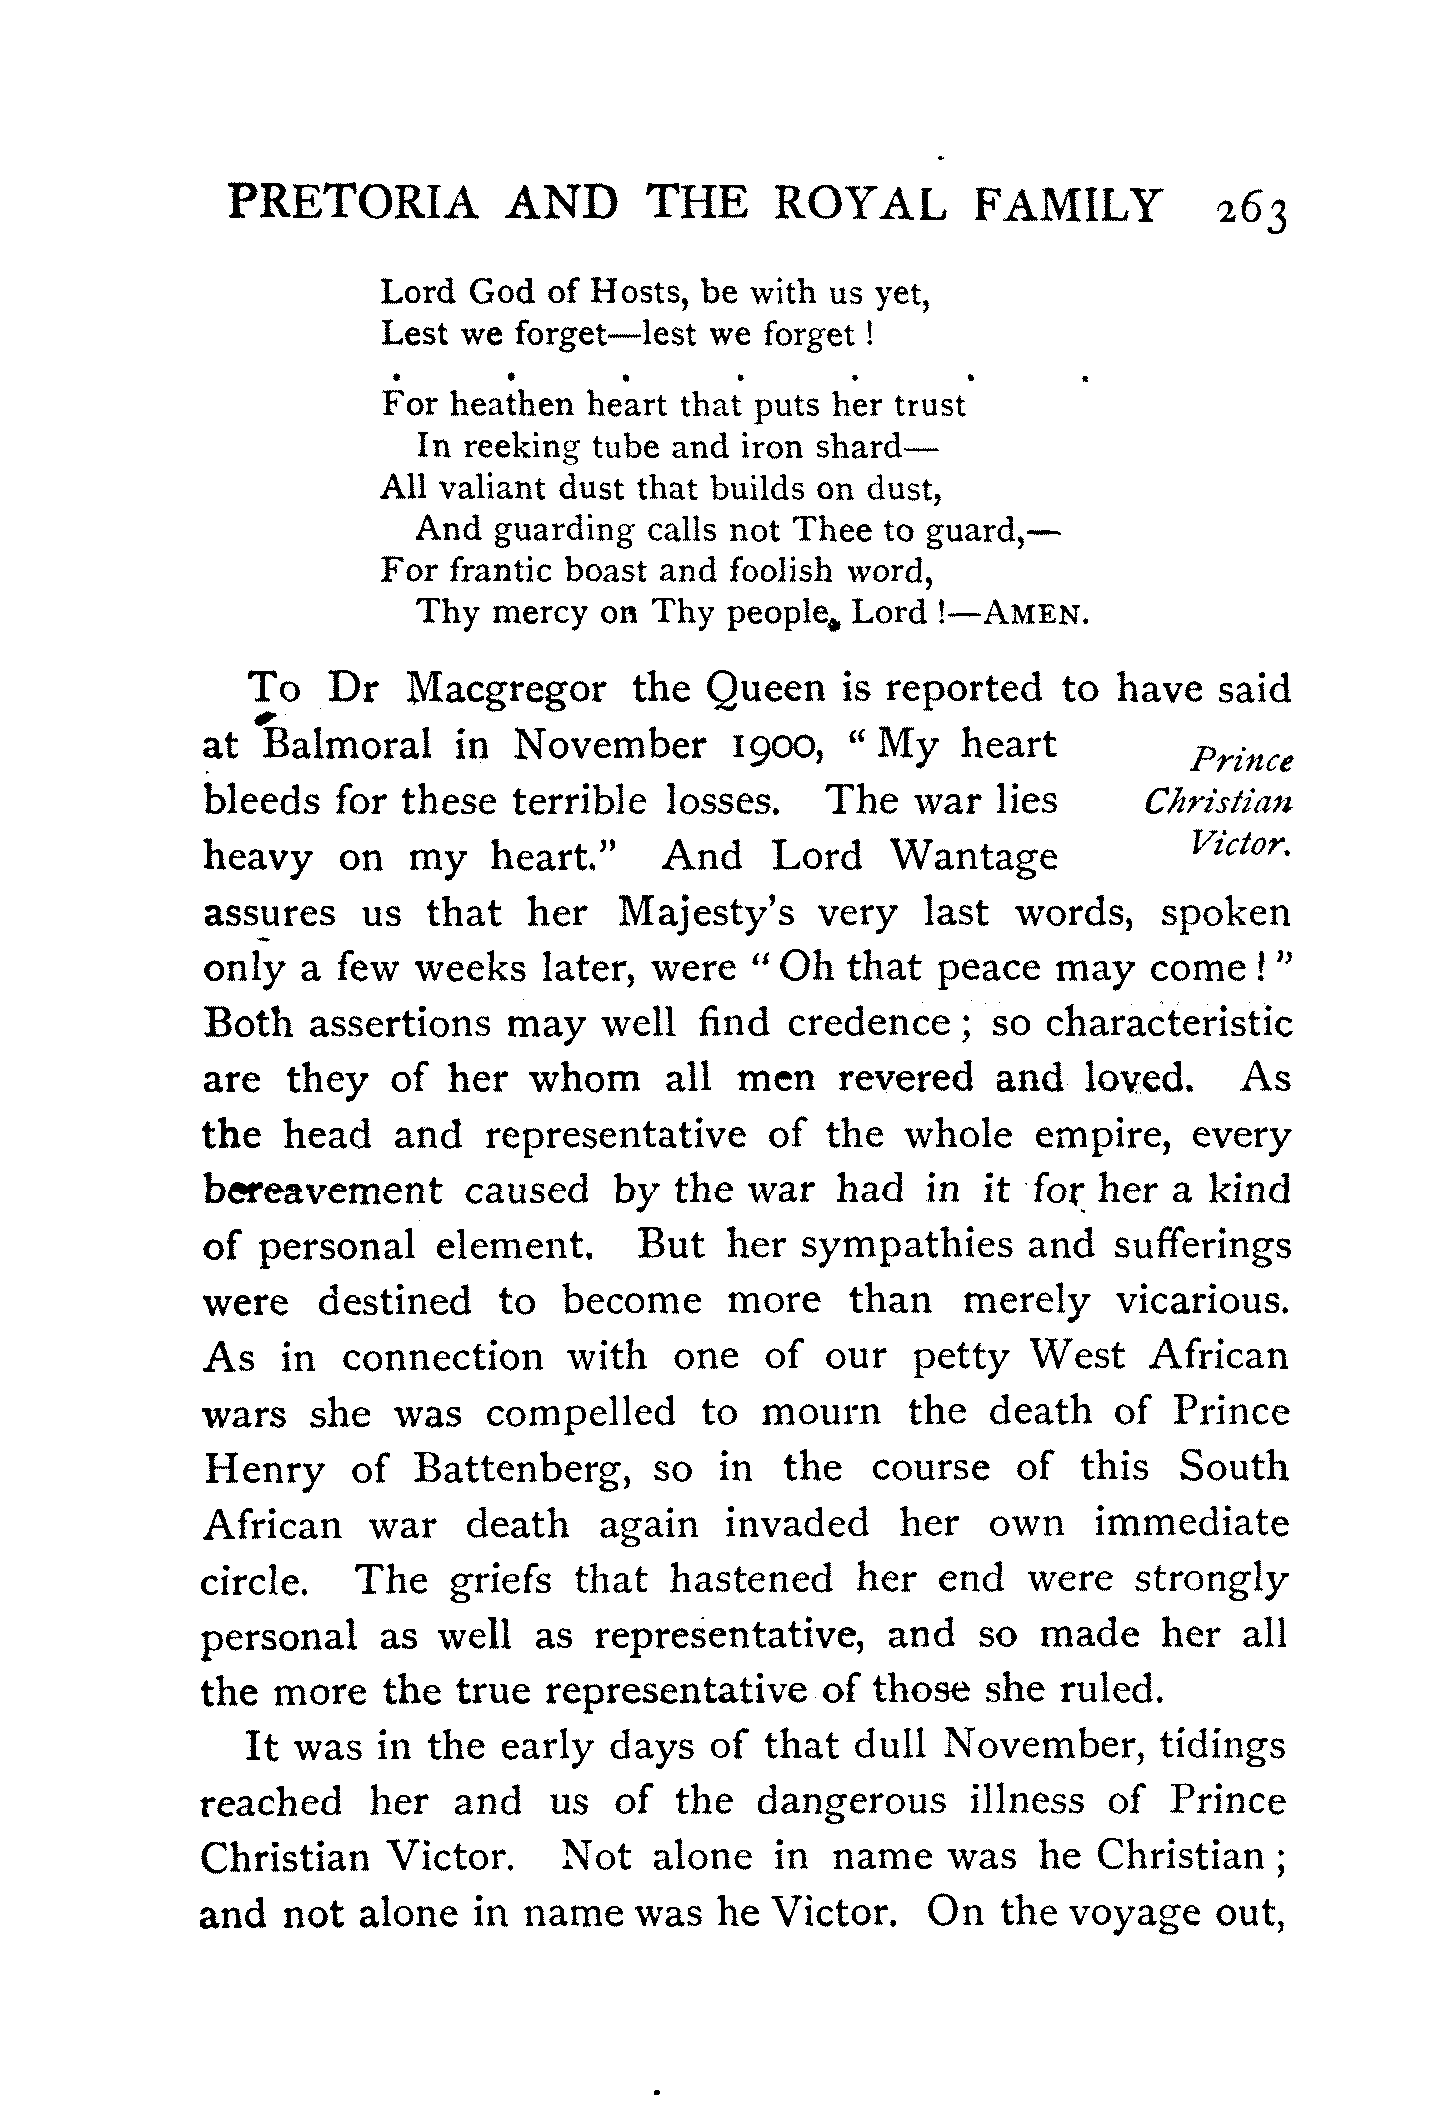 PRETORIA AND THE ROYAL FAMILY 263
Lord God of Hosts, be with us yet,
Lest we forget—lest we forget !
. . . . . . .
For heathen heart that puts her trust
In reeking tube and iron shard—
All valiant dust that builds on dust,
And guarding calls not Thee to guard,—
For frantic boast and foolish word,
Thy mercy on Thy people, Lord !—AMEN.
To Dr Macgregor the Queen is reported to have said
at Balmoral in November 1900, “ My heart
bleeds for these terrible losses. The war lies
heavy on my heart.” And Lord Wantage
Prince
Christian
Victor.
assures us that her Majesty’s very last words, spoken
only a few weeks later, were “ Oh that peace may come ! ”
Both assertions may well find credence ; so characteristic
are they of her whom all men revered and loved. As
the head and representative of the whole empire, every
bereavement caused by the war had in it for her a kind
of personal element. But her sympathies and sufferings
were destined to become more than merely vicarious.
As in connection with one of our petty West African
wars she was compelled to mourn the death of Prince
Henry of Battenberg, so in the course of this South
African war death again invaded her own immediate
circle. The griefs that hastened her end were strongly
personal as well as representative, and so made her all
the more the true representative of those she ruled.
It was in the early days of that dull November, tidings
reached her and us of the dangerous illness of Prince
Christian Victor. Not alone in name was he Christian ;
and not alone in name was he Victor. On the voyage out,